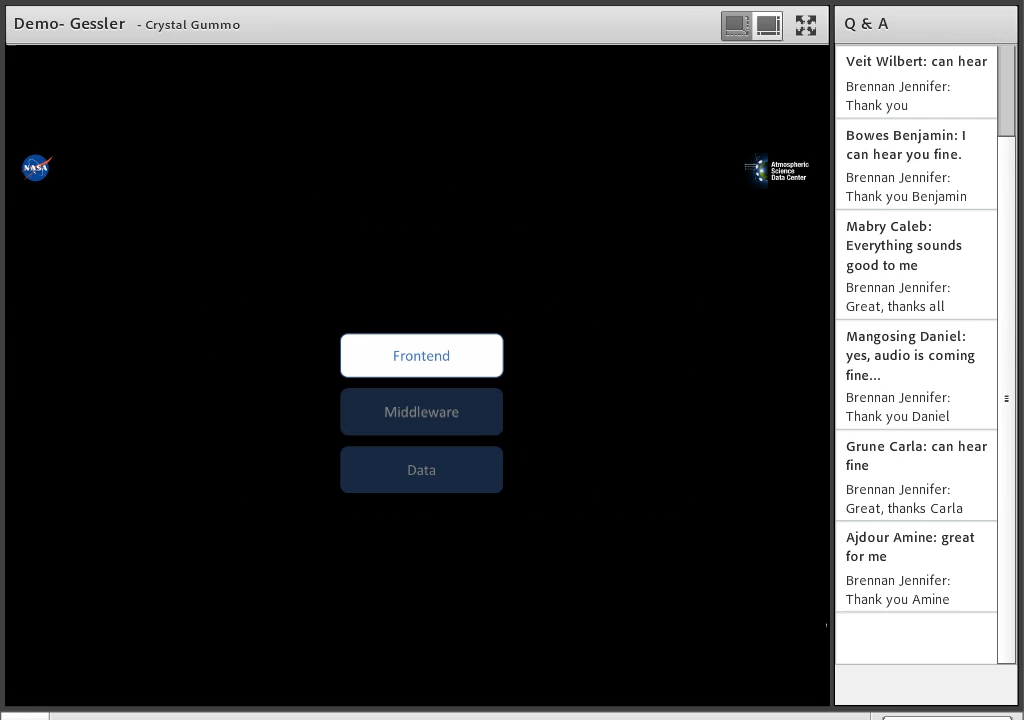 Demo- Gessler - Crystal Gummo
NASA
Atmospheric
Science
Data Center
Frontend
Middleware
Data
Q & A
Veit Wilbert: can hear
Brennan Jennifer:
Thank you
Bowes Benjamin: I
can hear you fine.
Brennan Jennifer:
Thank you Benjamin
Mabry Caleb:
Everything sounds
good to me
Brennan Jennifer:
Great, thanks all
Mangosing Daniel:
yes, audio is coming
fine...
Brennan Jennifer:
Thank you Daniel
Grune Carla: can hear
fine
Brennan Jennifer:
Great, thanks Carla
Ajdour Amine: great
for me
Brennan Jennifer:
Thank you Amine